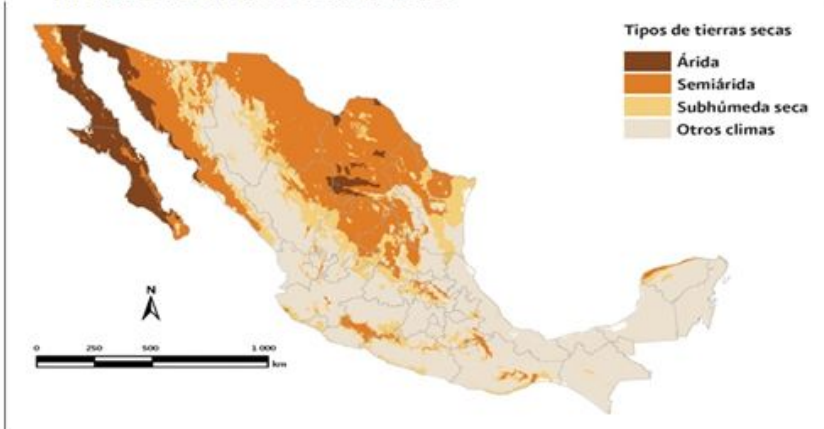 Tipos de tierras secas
Árida
Semiárida
Subhúmeda seca
Otros climas
N
0 250 500 1 000
km